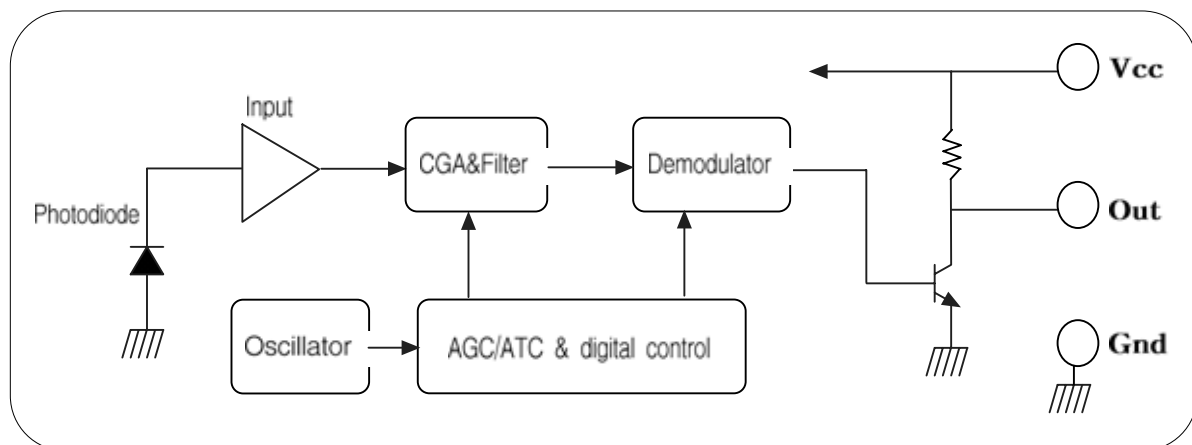 Input
CGA&Filter
Demodulator
Vcc
Photodiode
Out
Oscillator
AGC/ATC & digital control
Gnd